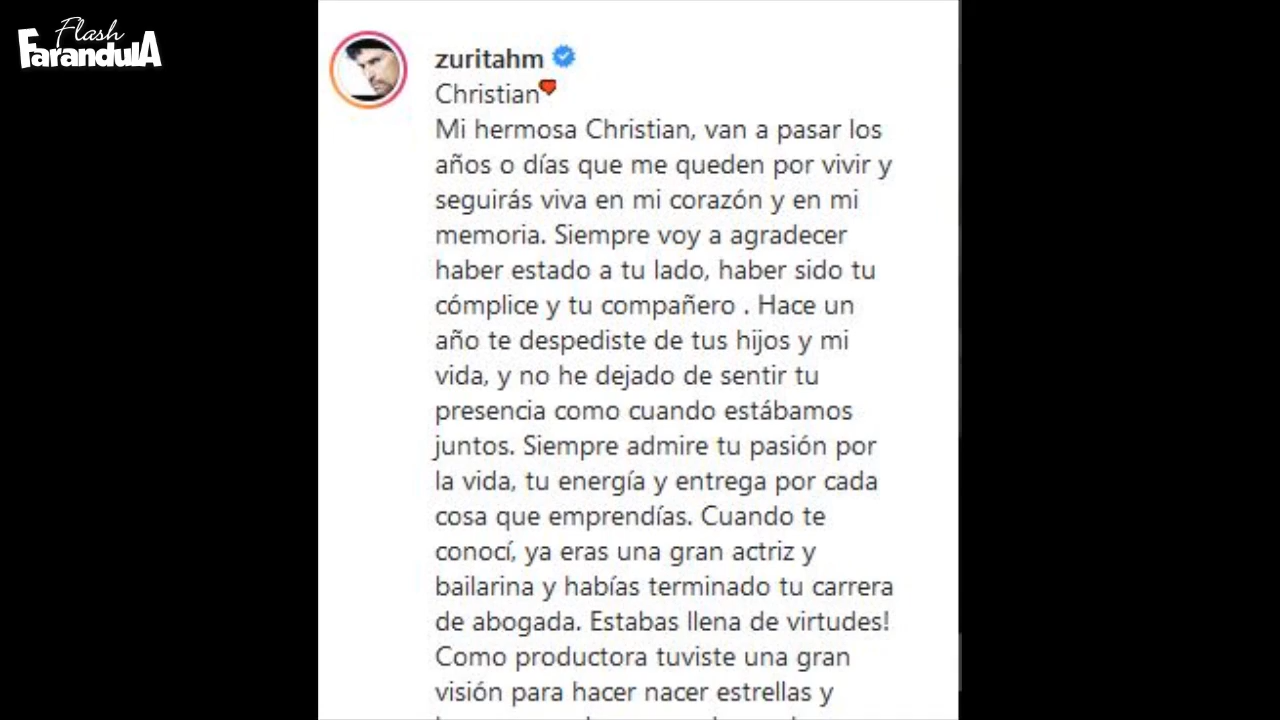 Flash
FarandulA
zuritahm
Christian
Mi hermosa Christian, van a pasar los
años o días que me queden por vivir y
seguirás viva en mi corazón y en mi
memoria. Siempre voy a agradecer
haber estado a tu lado, haber sido tu
cómplice y tu compañero . Hace un
año te despediste de tus hijos y mi
vida, y no he dejado de sentir tu
presencia como cuando estábamos
juntos. Siempre admire tu pasión por
la vida, tu energía y entrega por cada
cosa que emprendías. Cuando te
conocí, ya eras una gran actriz y
bailarina y habías terminado tu carrera
de abogada. Estabas llena de virtudes!
Como productora tuviste una gran
visión para hacer nacer estrellas y